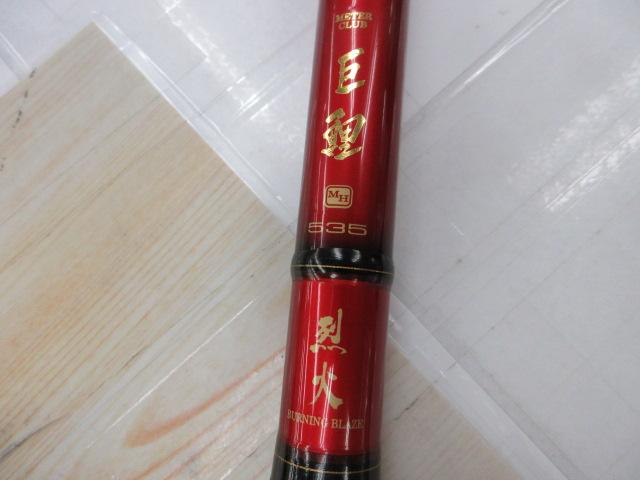 METER
CLUB
巨鯉
MH
535
烈火
BURNING BLAZE